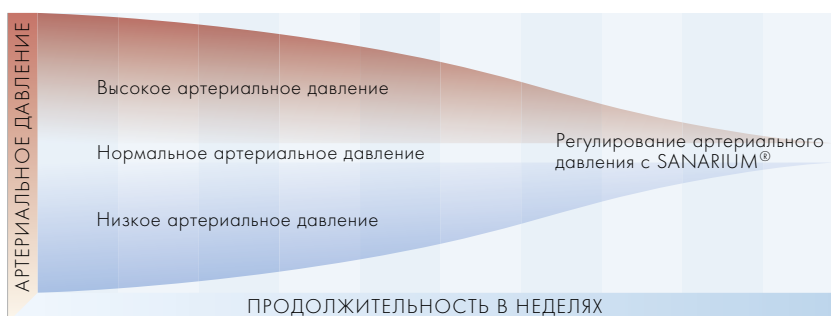 АРТЕРИАЛЬНОЕ ДАВЛЕНИЕ
Высокое артериальное давление
Нормальное артериальное давление
Регулирование артериального
давления с SANARIUM®
Низкое артериальное давление
ПРОДОЛЖИТЕЛЬНОСТЬ В НЕДЕЛЯХ